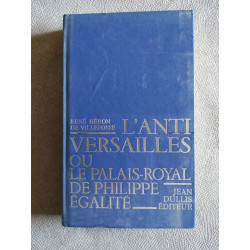 RENÉ HÉRON
DE VILLEFOSSE
L'ANTI
VERSAILLES
OU
LE PALAIS-ROYAL
DE PHILIPPE
ÉGALITÉ
JEAN
DULLIS
ÉDITEUR